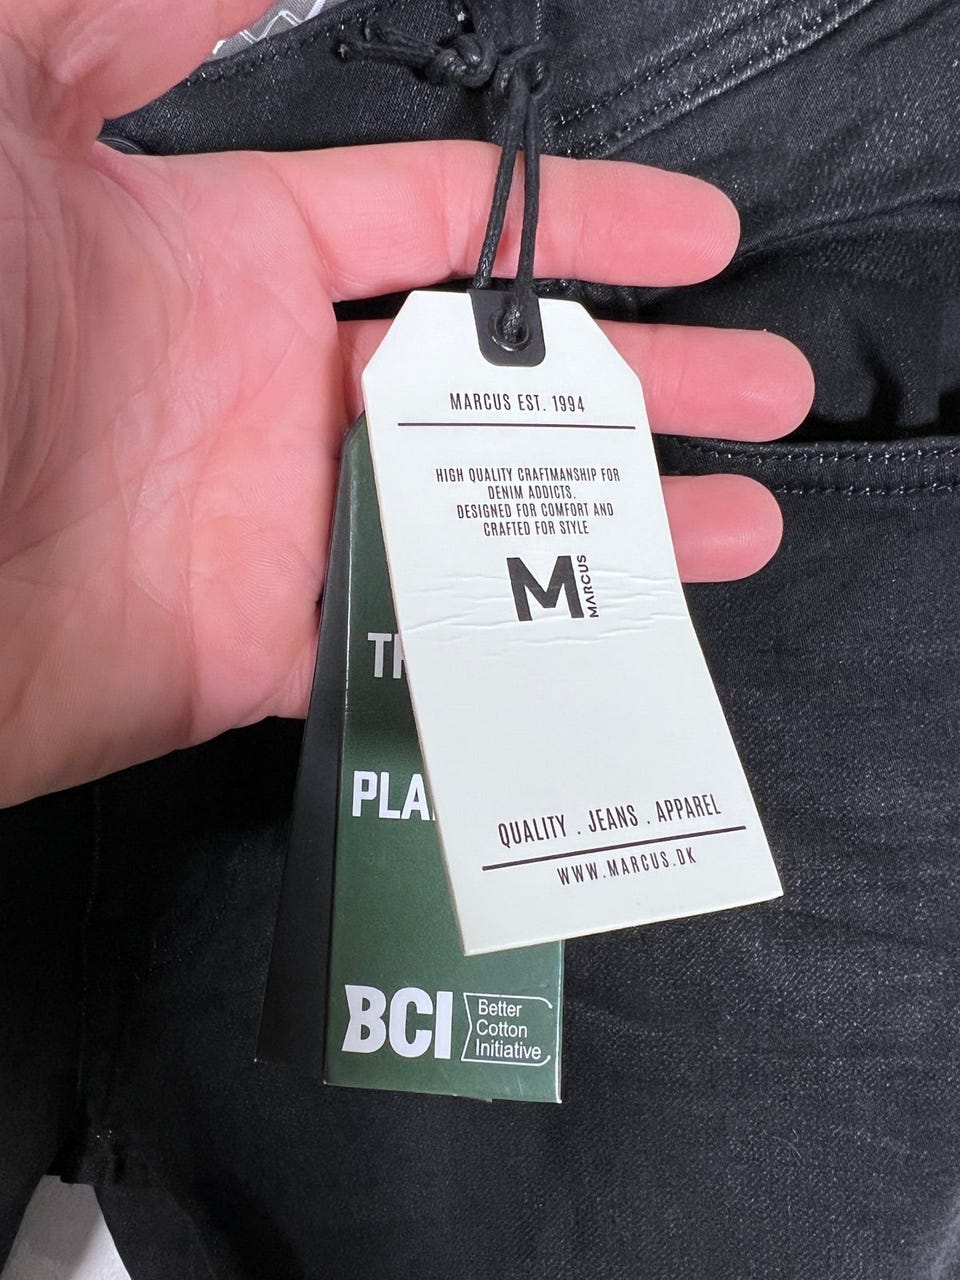 MARCUS EST. 1994
HIGH QUALITY CRAFTMANSHIP FOR
DENIM ADDICTS.
DESIGNED FOR COMFORT AND
CRAFTED FOR STYLE
M MARCUS
QUALITY . JEANS . APPAREL
WWW.MARCUS.DK
BCI
Better
Cotton
Initiative